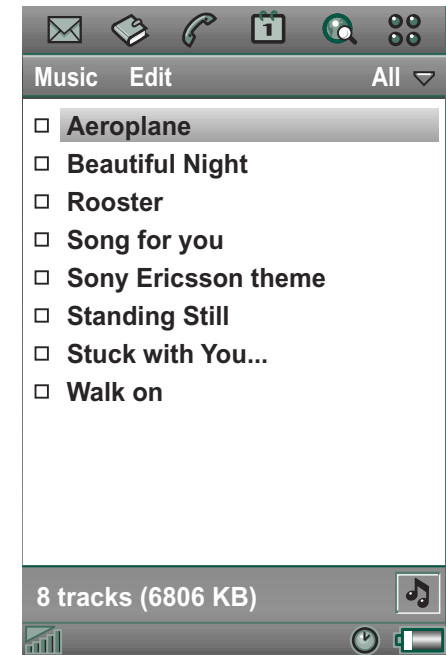 1
Music Edit All
Aeroplane
Beautiful Night
Rooster
Song for you
Sony Ericsson theme
Standing Still
Stuck with You...
Walk on
8 tracks (6806 KB)